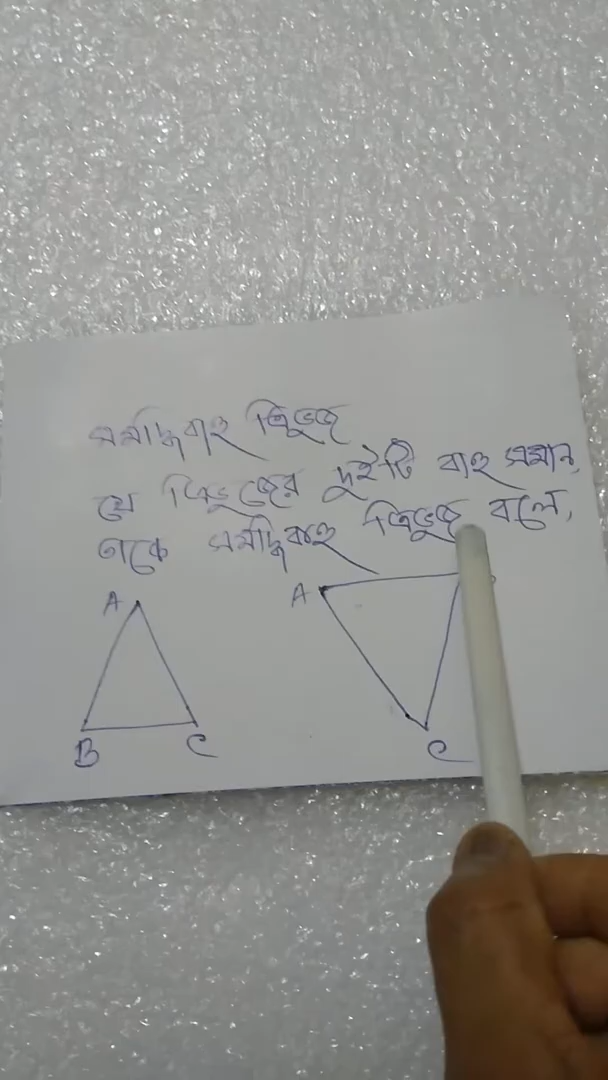 সমদ্বিবাহু ত্রিভুজ
যে ত্রিভুজের দুইটি বাহু সমান,
তাকে সমদ্বিবাহু ত্রিভুজ বলে,
A
A
B
C
C